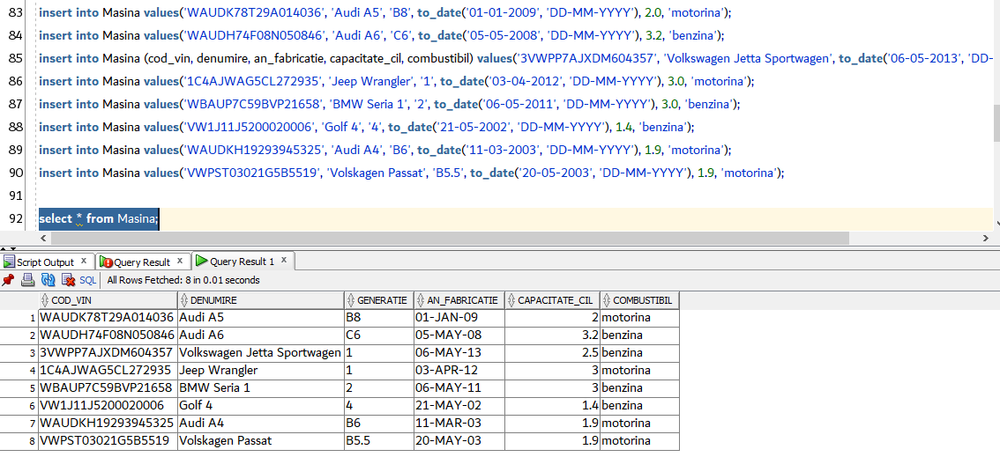 83 insert into Masina values('WAUDK78T29A014036', 'Audi A5', 'B8', to_date('01-01-2009', 'DD-MM-YYYY'), 2.0, 'motorina');
84 insert into Masina values('WAUDH74F08N050846', 'Audi A6', 'C6', to_date('05-05-2008', 'DD-MM-YYYY'), 3.2, 'benzina');
85 insert into Masina (cod_vin, denumire, an_fabricatie, capacitate_cil, combustibil) values('3VWPP7AJXDM604357', 'Volkswagen Jetta Sportwagen', to_date('06-05-2013', 'DD-
86 insert into Masina values('1C4AJWAG5CL272935', 'Jeep Wrangler', '1', to_date('03-04-2012', 'DD-MM-YYYY'), 3.0, 'motorina');
87 insert into Masina values('WBAUP7C59BVP21658', 'BMW Seria 1', '2', to_date('06-05-2011', 'DD-MM-YYYY'), 3.0, 'benzina');
88 insert into Masina values('VW1J11J5200020006', 'Golf 4', '4', to_date('21-05-2002', 'DD-MM-YYYY'), 1.4, 'benzina');
89 insert into Masina values('WAUDKH19293945325', 'Audi A4', 'B6', to_date('11-03-2003', 'DD-MM-YYYY'), 1.9, 'motorina');
90 insert into Masina values('VWPST03021G5B5519', 'Volskagen Passat', 'B5.5', to_date('20-05-2003', 'DD-MM-YYYY'), 1.9, 'motorina');
91
92 select * from Masina;
Script Output x Query Result x Query Result 1 x
SQL All Rows Fetched: 8 in 0.01 seconds
COD_VIN DENUMIRE GENERATIE AN_FABRICATIE CAPACITATE_CIL COMBUSTIBIL
1 WAUDK78T29A014036 Audi A5 B8 01-JAN-09 2 motorina
2 WAUDH74F08N050846 Audi A6 C6 05-MAY-08 3.2 benzina
3 3VWPP7AJXDM604357 Volkswagen Jetta Sportwagen 1 06-MAY-13 2.5 benzina
4 1C4AJWAG5CL272935 Jeep Wrangler 1 03-APR-12 3 motorina
5 WBAUP7C59BVP21658 BMW Seria 1 2 06-MAY-11 3 benzina
6 VW1J11J5200020006 Golf 4 4 21-MAY-02 1.4 benzina
7 WAUDKH19293945325 Audi A4 B6 11-MAR-03 1.9 motorina
8 VWPST03021G5B5519 Volskagen Passat B5.5 20-MAY-03 1.9 motorina